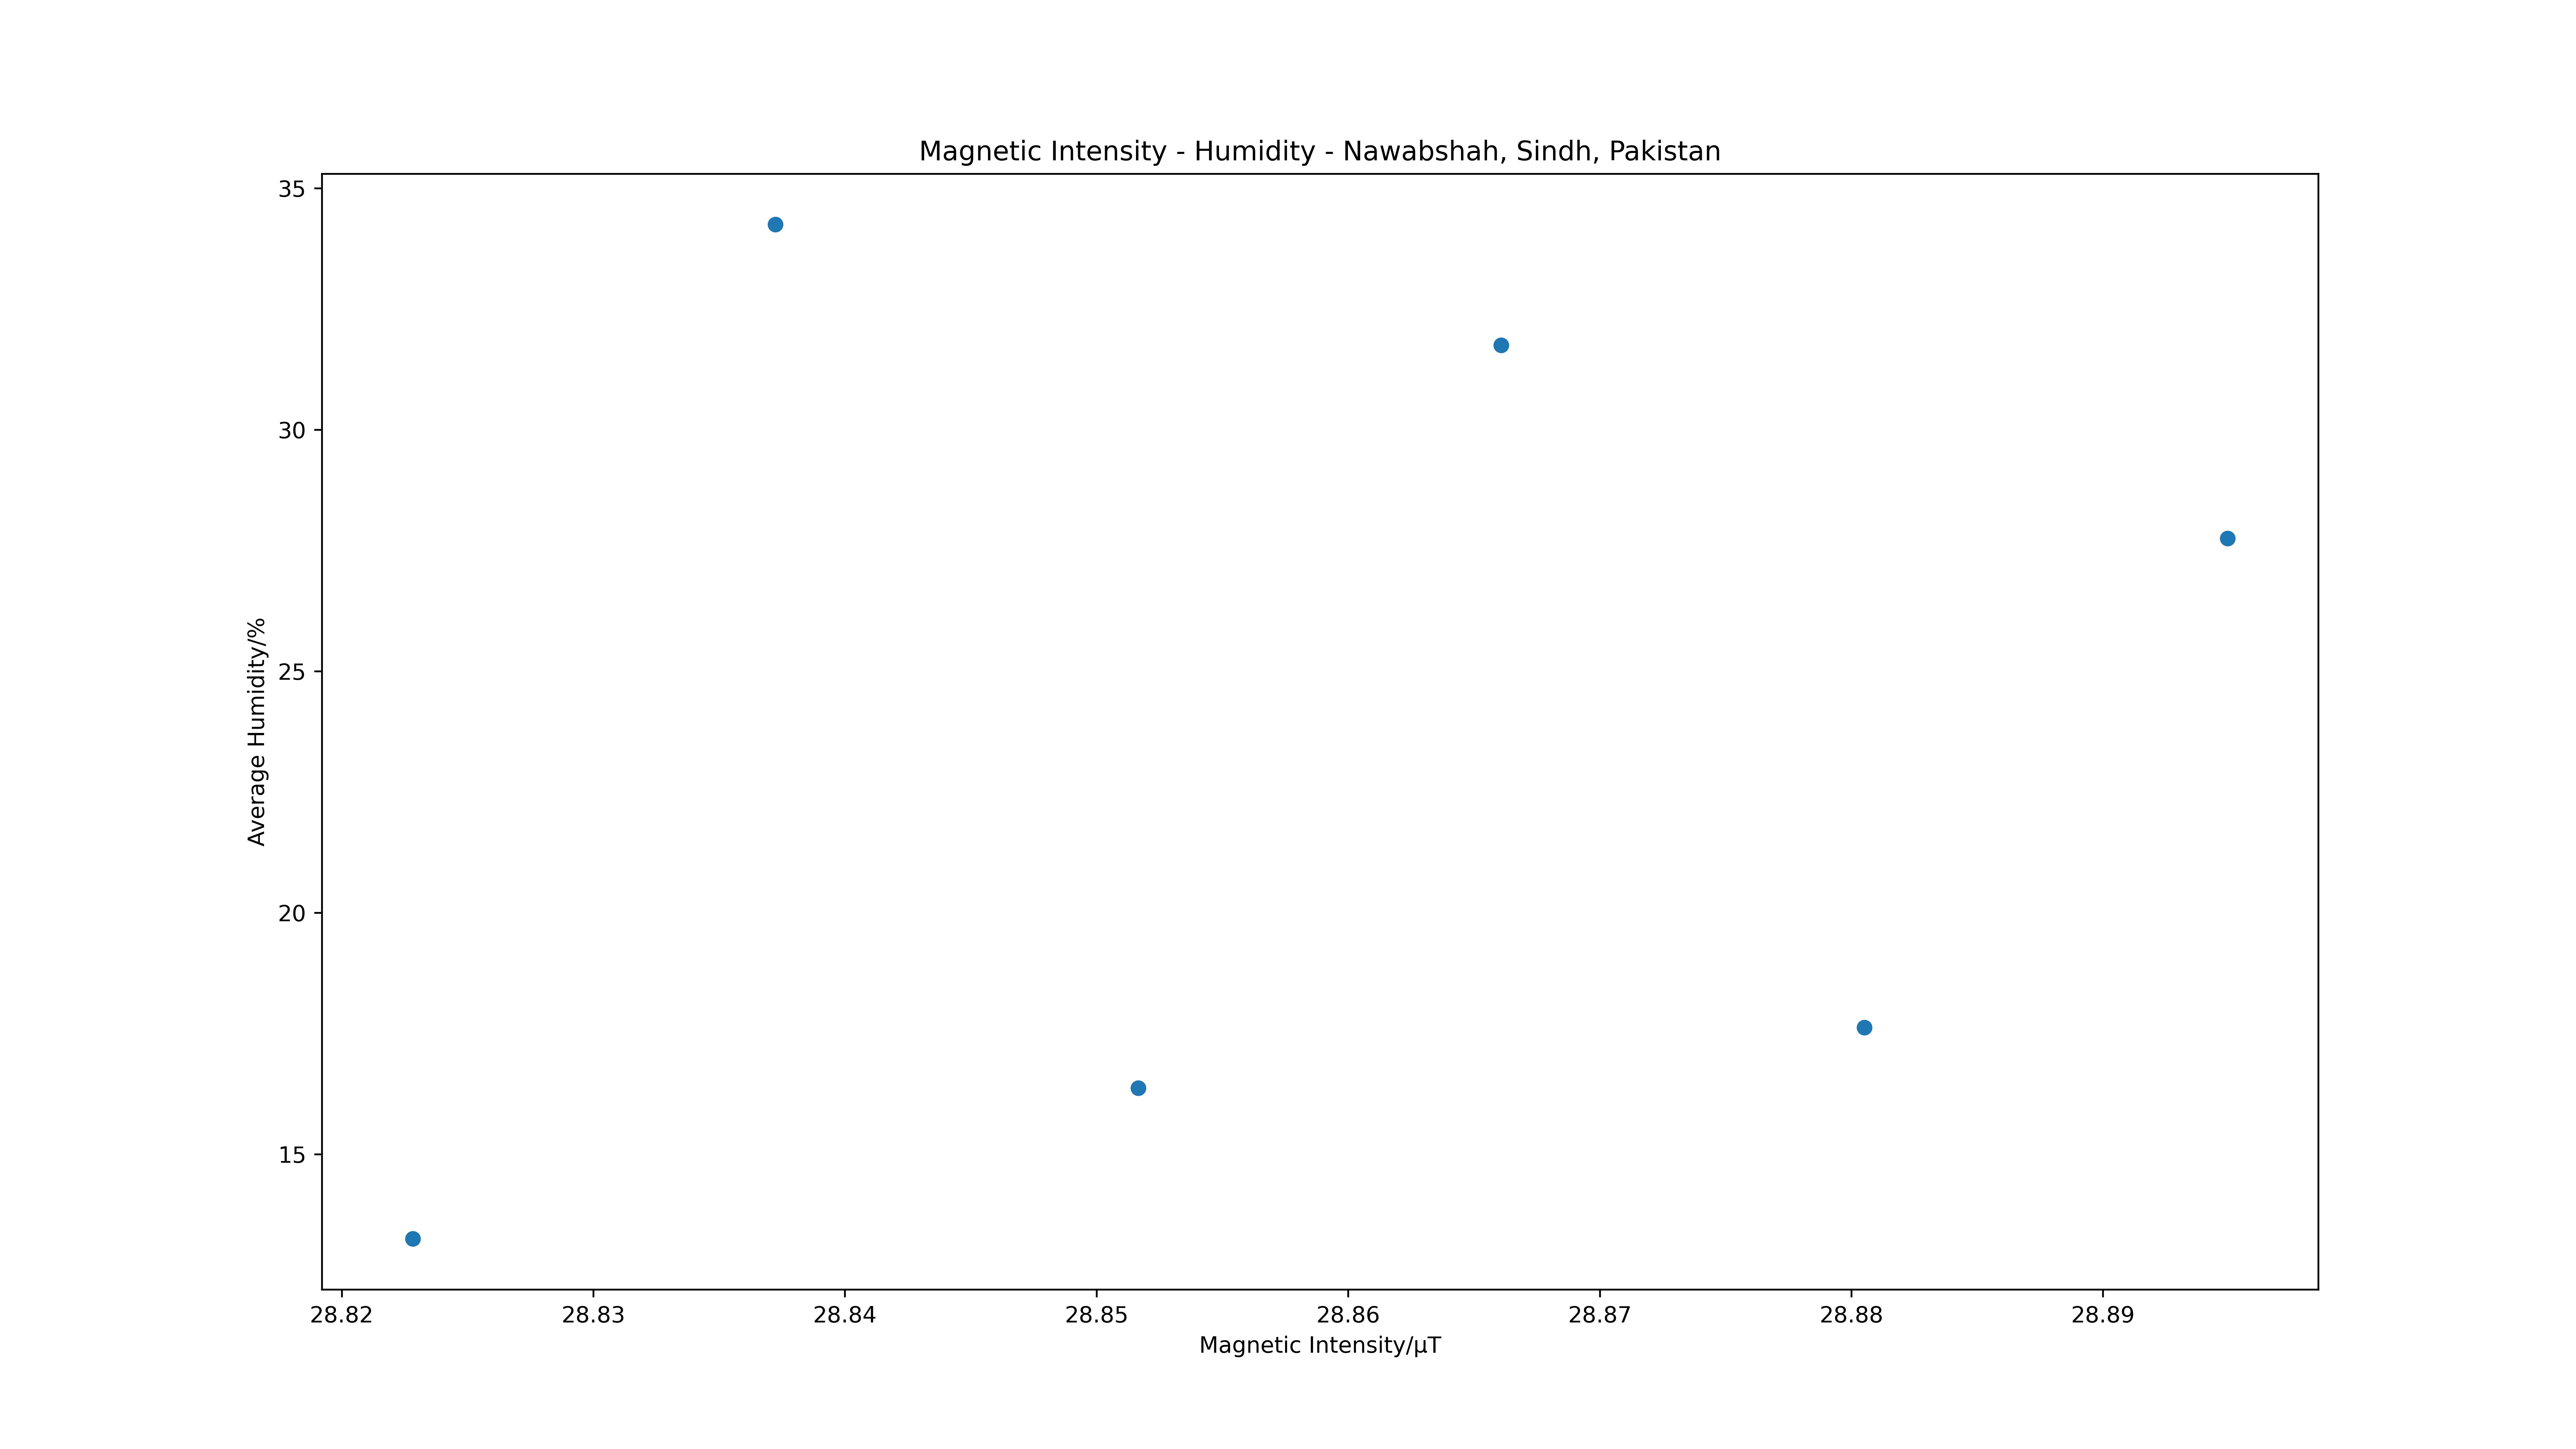 Magnetic Intensity - Humidity - Nawabshah, Sindh, Pakistan
35
30
25
20
15
Average Humidity/%
28.82 28.83 28.84 28.85 28.86 28.87 28.88 28.89
Magnetic Intensity/μT